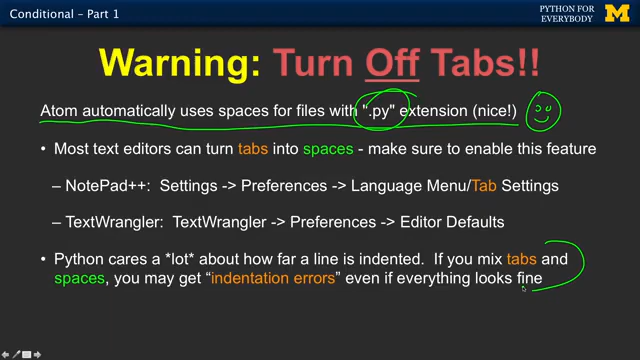 Conditional – Part 1
PYTHON FOR
EVERYBODY
M
Warning: Turn Off Tabs!!
Atom automatically uses spaces for files with ".py" extension (nice!)
• Most text editors can turn tabs into spaces - make sure to enable this feature
– NotePad++: Settings -> Preferences -> Language Menu/Tab Settings
– TextWrangler: TextWrangler -> Preferences -> Editor Defaults
• Python cares a *lot* about how far a line is indented. If you mix tabs and
spaces, you may get “indentation errors” even if everything looks fine